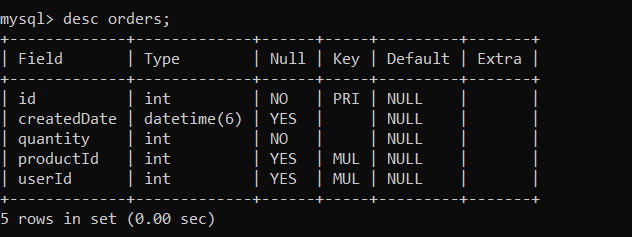 mysql> desc orders;
+-------------+-------------+------+-----+---------+-------+
| Field       | Type        | Null | Key | Default | Extra |
+-------------+-------------+------+-----+---------+-------+
| id          | int         | NO   | PRI | NULL    |       |
| createdDate | datetime(6) | YES  |     | NULL    |       |
| quantity    | int         | NO   |     | NULL    |       |
| productId   | int         | YES  | MUL | NULL    |       |
| userId      | int         | YES  | MUL | NULL    |       |
+-------------+-------------+------+-----+---------+-------+
5 rows in set (0.00 sec)